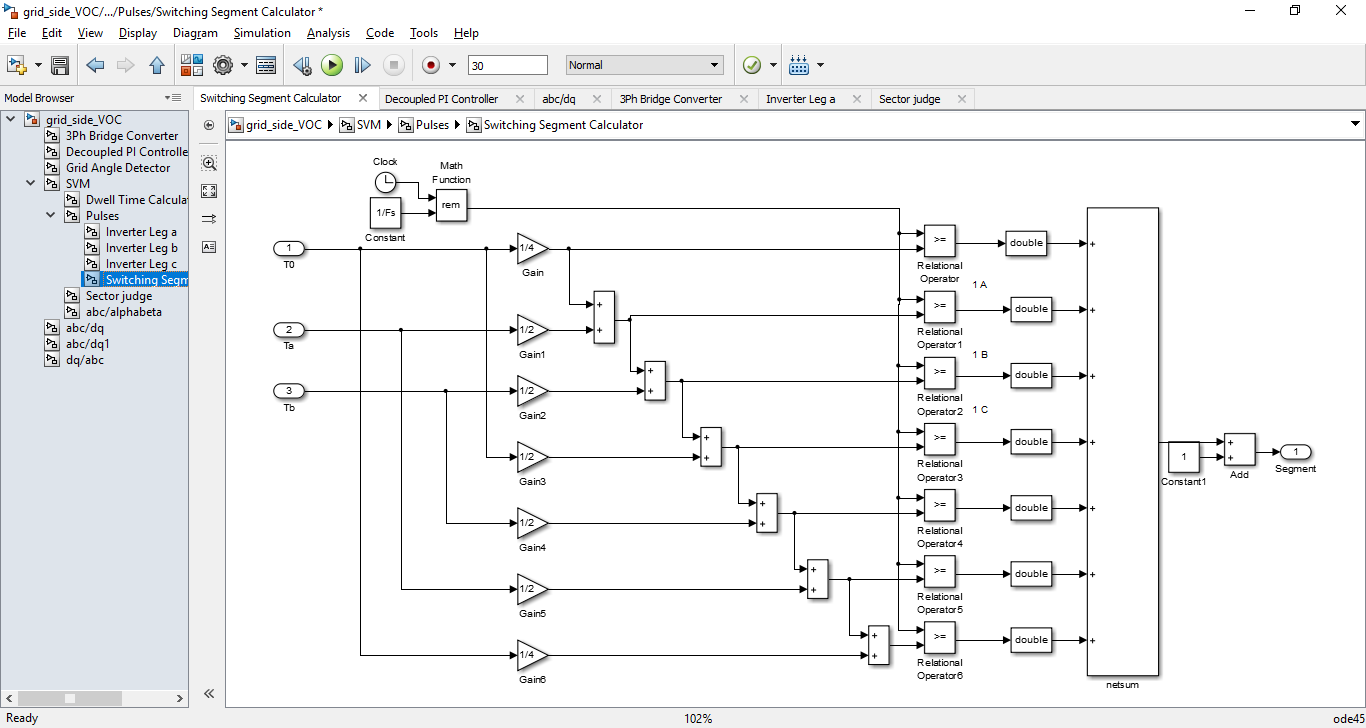 grid_side_VOC/.../Pulses/Switching Segment Calculator *
File Edit View Display Diagram Simulation Analysis Code Tools Help
30 Normal
Model Browser
Switching Segment Calculator Decoupled PI Controller abc/dq 3Ph Bridge Converter Inverter Leg a Sector judge
grid_side_VOC SVM Pulses Switching Segment Calculator
grid_side_VOC
3Ph Bridge Converter
Decoupled PI Controlle
Grid Angle Detector
SVM
Dwell Time Calcula
Pulses
Inverter Leg a
Inverter Leg b
Inverter Leg c
Switching Segm
Sector judge
abc/alphabeta
abc/dq
abc/dq1
dq/abc
Clock
Math
Function
rem
1/Fs
Constant
1
T0
1/4
Gain
>=
Relational
Operator
double
+
1 A
+
+
>=
Relational
Operator1
double
+
2
Ta
1/2
Gain1
1 B
+
+
>=
Relational
Operator2
double
+
3
Tb
1/2
Gain2
1 C
+
+
>=
Relational
Operator3
double
+
1/2
Gain3
1
Constant1
+
+
Add
1
Segment
+
+
>=
Relational
Operator4
double
+
1/2
Gain4
+
+
>=
Relational
Operator5
double
+
1/2
Gain5
+
+
>=
Relational
Operator6
double
+
1/4
Gain6
netsum
Ready 102% ode45